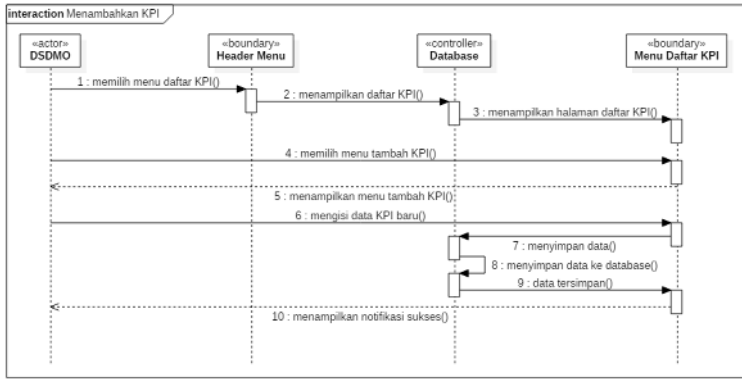 interaction Menambahkan KPI
«actor»
DSDMO
«boundary»
Header Menu
«controller»
Database
«boundary»
Menu Daftar KPI
1 : memilih menu daftar KPI()
2 : menampilkan daftar KPI()
3 : menampilkan halaman daftar KPI()
4 : memilih menu tambah KPI()
5 : menampilkan menu tambah KPI()
6 : mengisi data KPI baru()
7 : menyimpan data()
8 : menyimpan data ke database()
9 : data tersimpan()
10 : menampilkan notifikasi sukses()